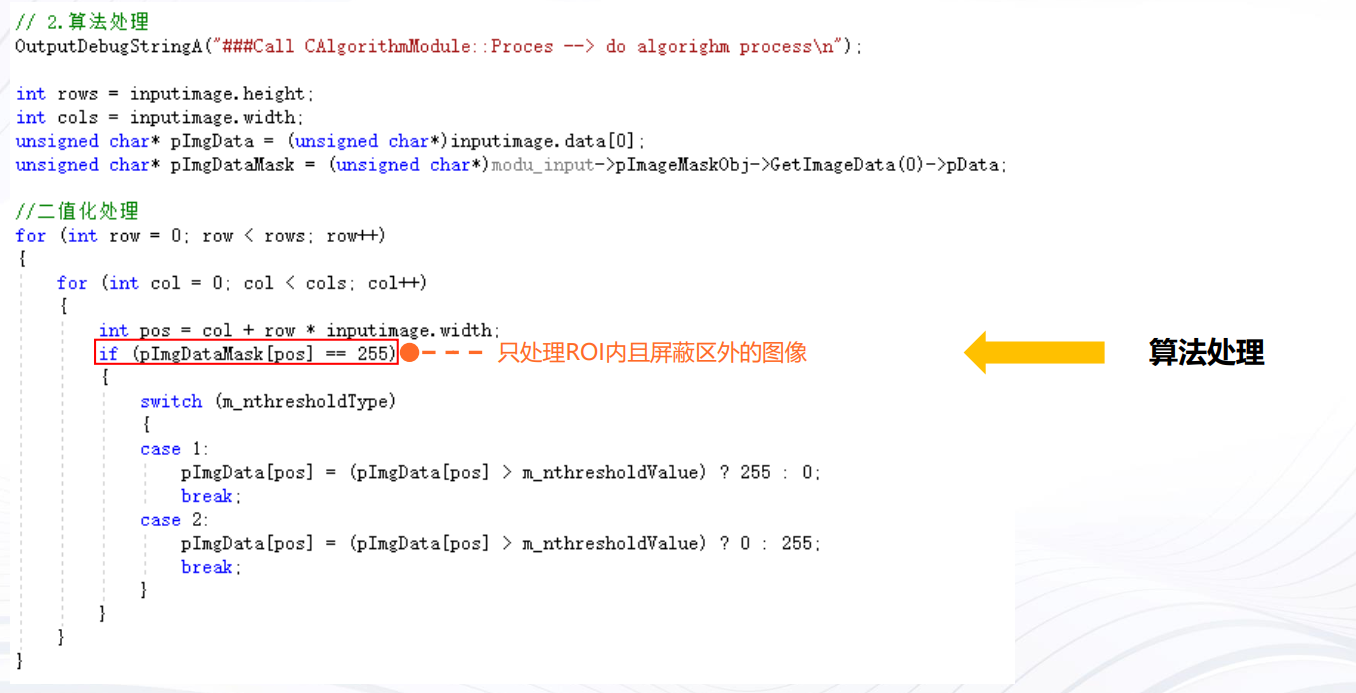 // 2.算法处理
OutputDebugStringA("###Call CAlgorithmModule::Proces --> do algorighm process\n");
int rows = inputimage.height;
int cols = inputimage.width;
unsigned char* pImgData = (unsigned char*)inputimage.data[0];
unsigned char* pImgDataMask = (unsigned char*)modu_input->pImageMaskObj->GetImageData(0)->pData;
//二值化处理
for (int row = 0; row < rows; row++)
{
for (int col = 0; col < cols; col++)
{
int pos = col + row * inputimage.width;
if (pImgDataMask[pos] == 255)
只处理ROI内且屏蔽区外的图像
算法处理
{
switch (m_nthresholdType)
{
case 1:
pImgData[pos] = (pImgData[pos] > m_nthresholdValue) ? 255 : 0;
break;
case 2:
pImgData[pos] = (pImgData[pos] > m_nthresholdValue) ? 0 : 255;
break;
}
}
}
}